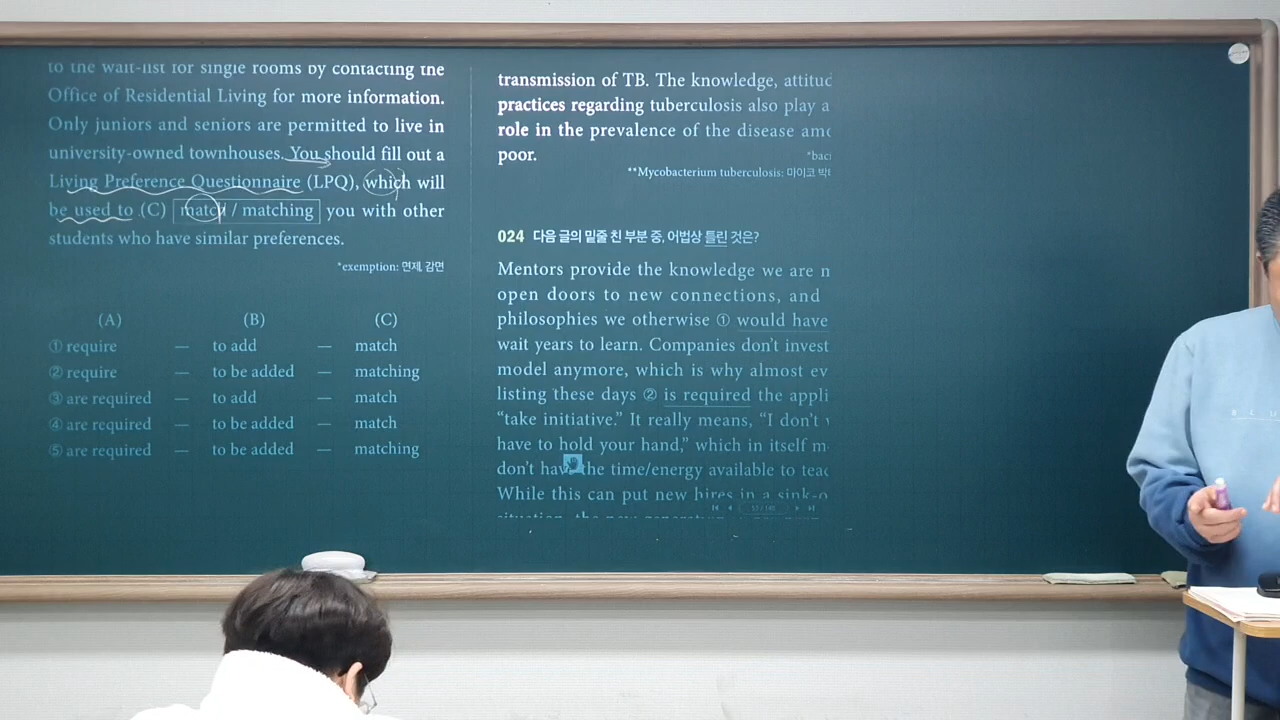 to the wait-list for single rooms by contacting the
Office of Residential Living for more information.
Only juniors and seniors are permitted to live in
university-owned townhouses. You should fill out a
Living Preference Questionnaire (LPQ), which will
be used to (C) match / matching you with other
students who have similar preferences.
*exemption: 면제, 감면
(A) (B) (C)
① require — to add — match
② require — to be added — matching
③ are required — to add — match
④ are required — to be added — match
⑤ are required — to be added — matching
transmission of TB. The knowledge, attitud
practices regarding tuberculosis also play a
role in the prevalence of the disease amo
poor.
*baci
**Mycobacterium tuberculosis: 마이코박
024 다음 글의 밑줄 친 부분 중, 어법상 틀린 것은?
Mentors provide the knowledge we are n
open doors to new connections, and
philosophies we otherwise ① would have
wait years to learn. Companies don't invest
model anymore, which is why almost ev
listing these days ② is required the appli
"take initiative." It really means, "I don't
have to hold your hand," which in itself m
don't have the time/energy available to teac
While this can put new hires in a sink-o
situation, the new